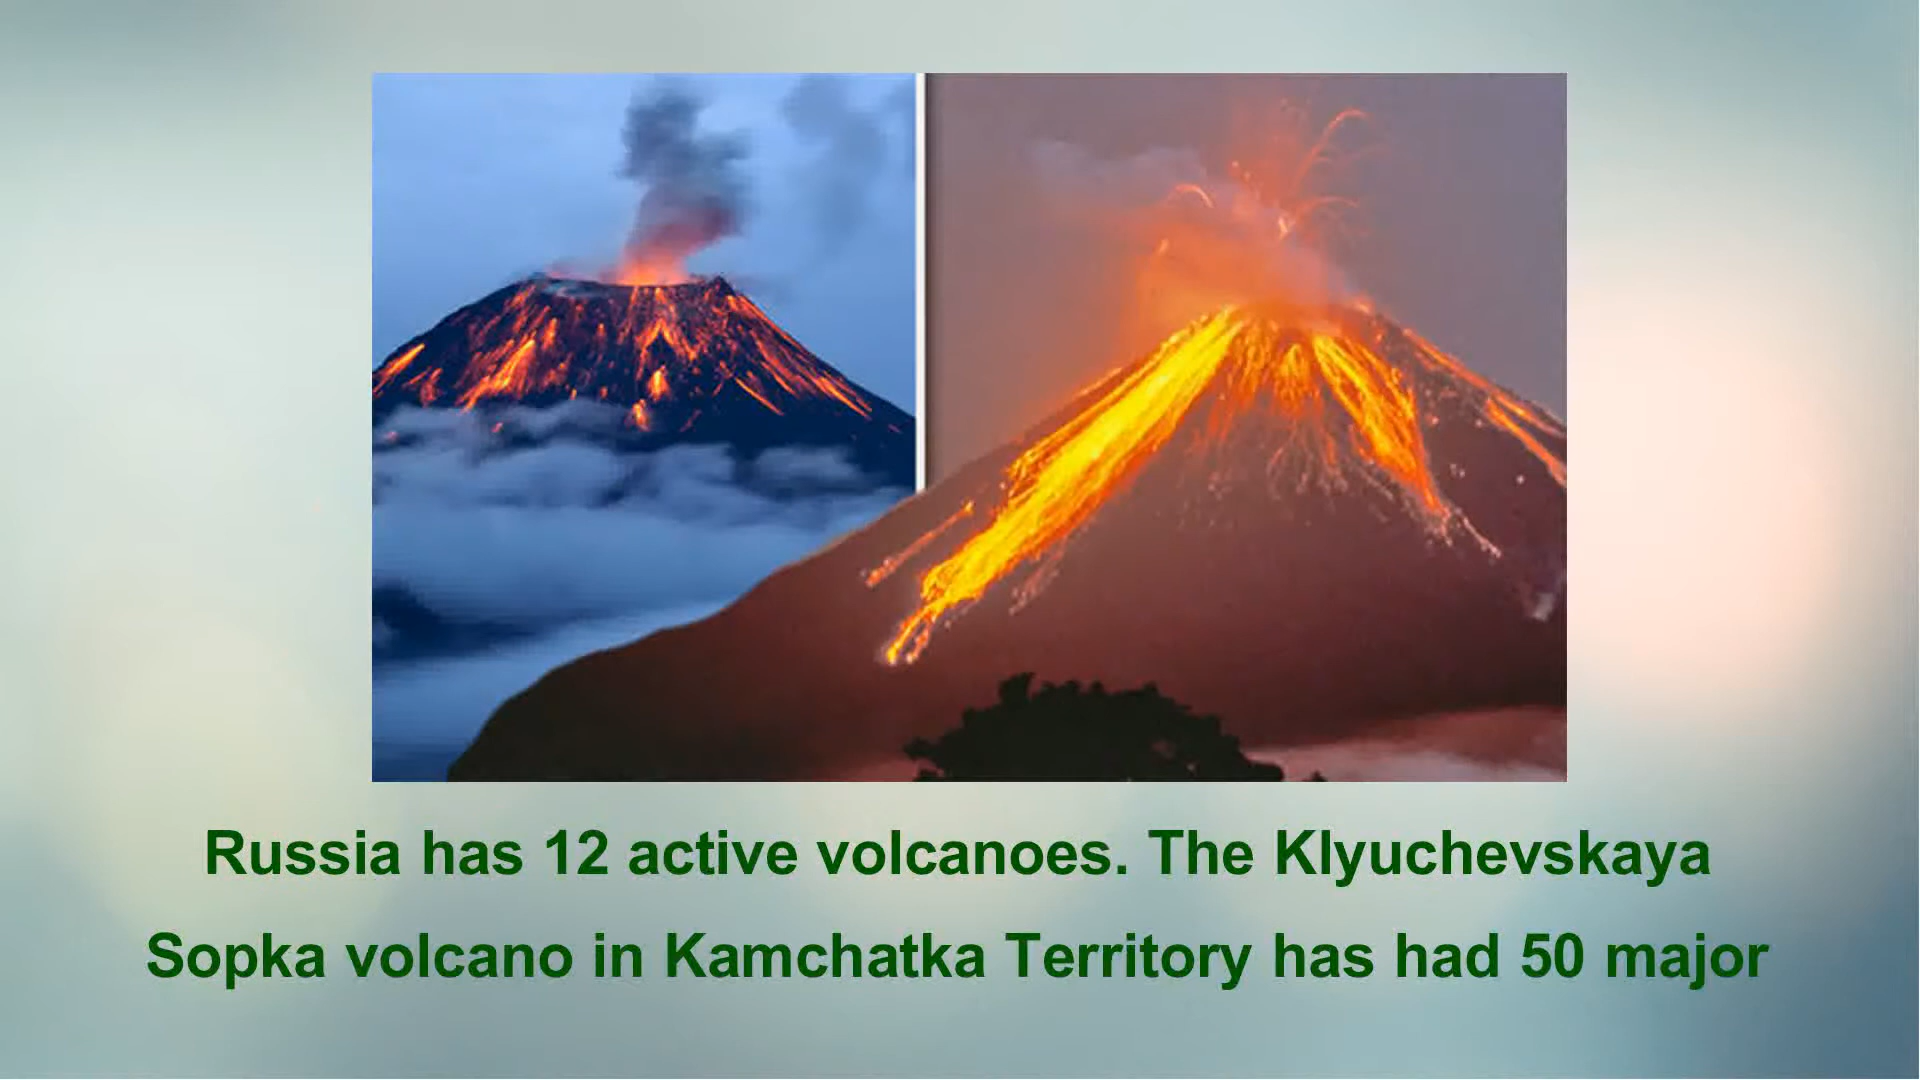 Russia has 12 active volcanoes. The Klyuchevskaya
Sopka volcano in Kamchatka Territory has had 50 major